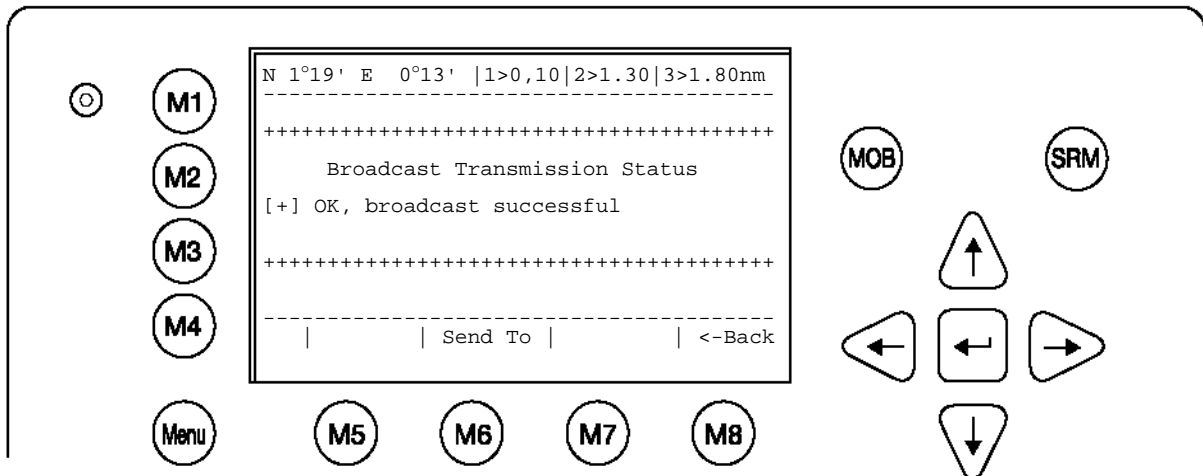 N 1°19' E 0°13' |1>0,10|2>1.30|3>1.80nm
----------------------------------------
++++++++++++++++++++++++++++++++++++++++
Broadcast Transmission Status
[+] OK, broadcast successful
++++++++++++++++++++++++++++++++++++++++
----------------------------------------
| | Send To | | <-Back
M1
M2
M3
M4
Menu
M5 M6 M7 M8
MOB SRM